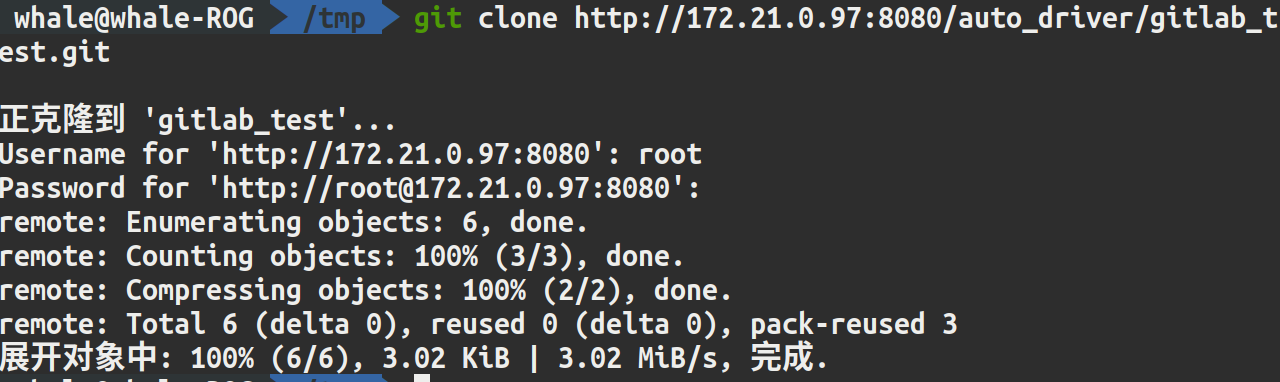 whale@whale-ROG /tmp git clone http://172.21.0.97:8080/auto_driver/gitlab_t
est.git
正克隆到 'gitlab_test'...
Username for 'http://172.21.0.97:8080': root
Password for 'http://root@172.21.0.97:8080':
remote: Enumerating objects: 6, done.
remote: Counting objects: 100% (3/3), done.
remote: Compressing objects: 100% (2/2), done.
remote: Total 6 (delta 0), reused 0 (delta 0), pack-reused 3
展开对象中: 100% (6/6), 3.02 KiB | 3.02 MiB/s, 完成.